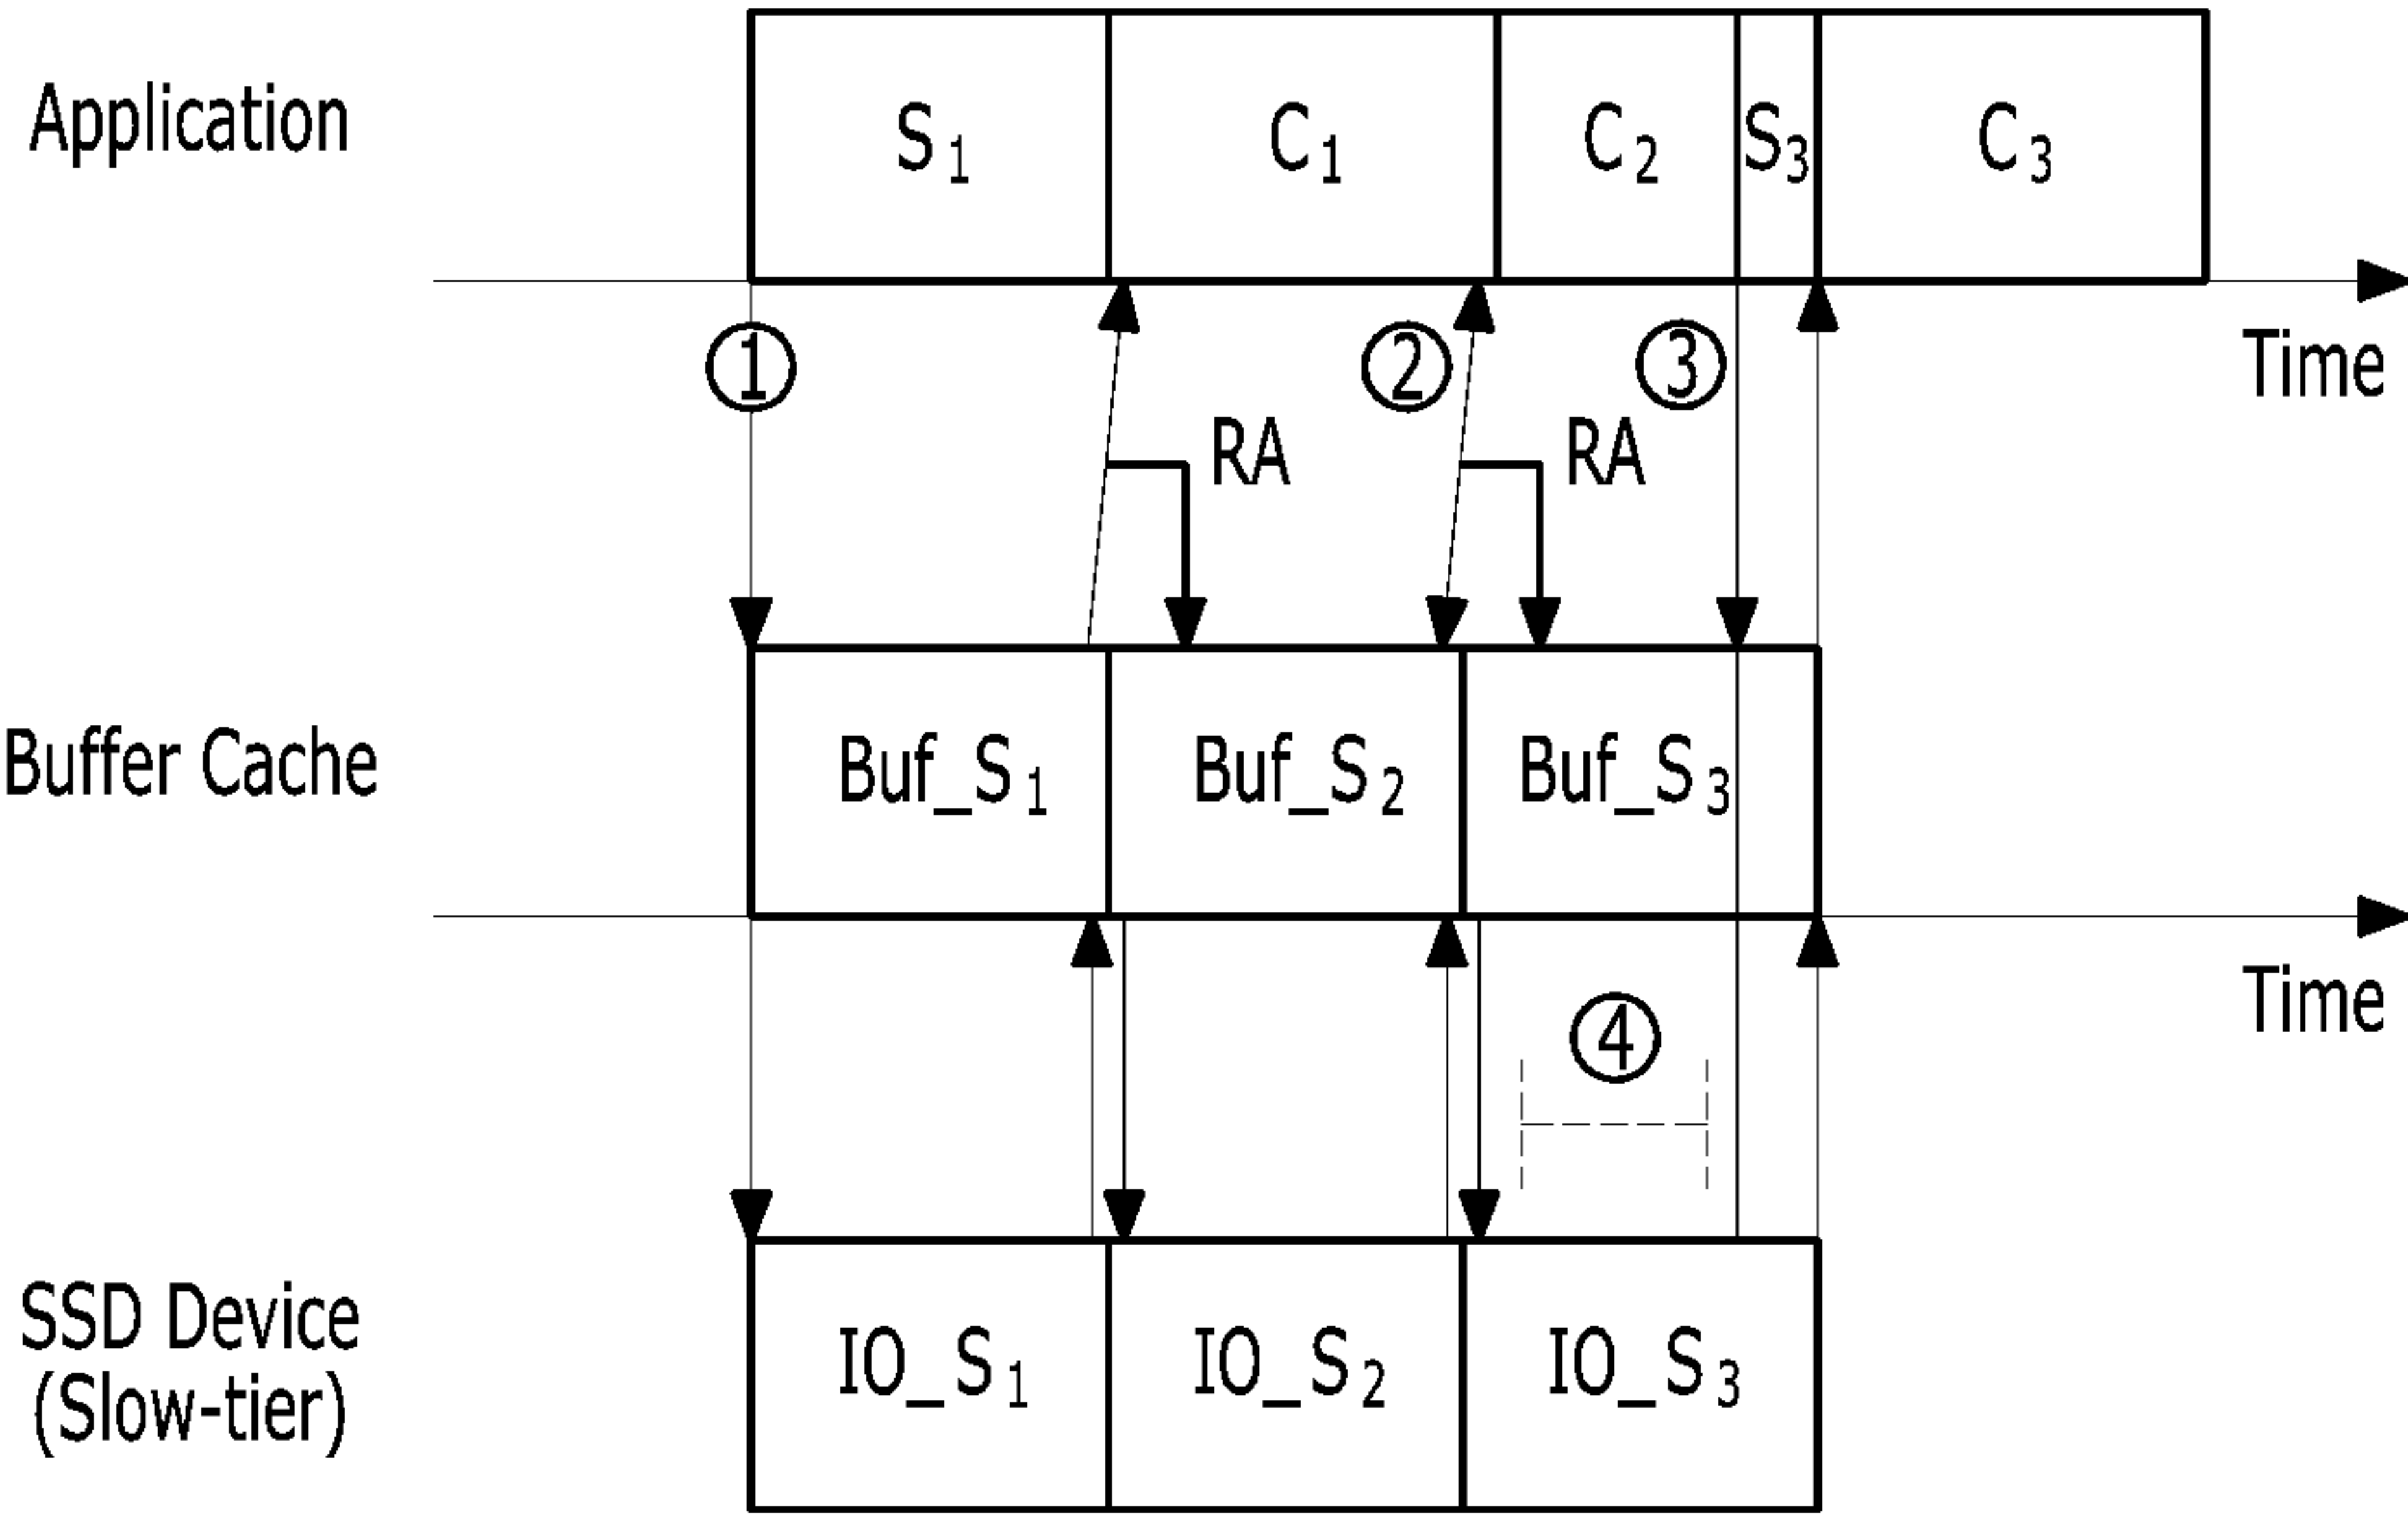 Application
S1 C1 C2 S3 C3
① ② ③
Time
RA RA
Buffer Cache
Buf_S1 Buf_S2 Buf_S3
Time
④
SSD Device
(Slow-tier)
IO_S1 IO_S2 IO_S3